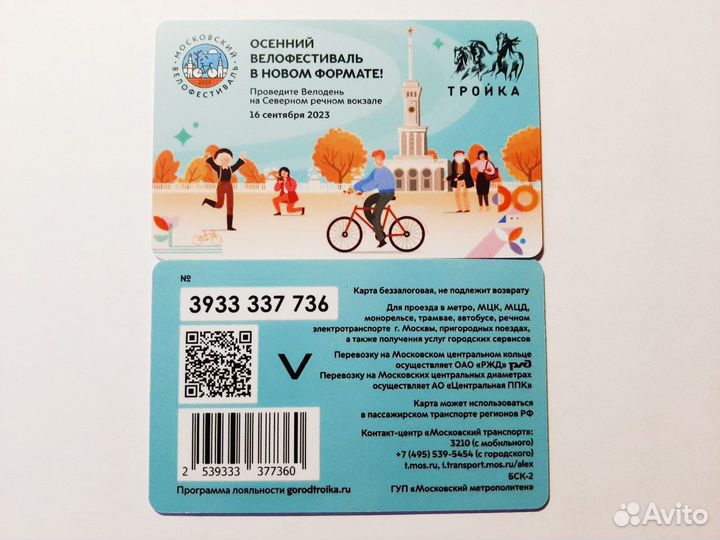 МОСКОВСКИЙ
ВЕЛОФЕСТИВАЛЬ
2023
ОСЕННИЙ
ВЕЛОФЕСТИВАЛЬ
В НОВОМ ФОРМАТЕ!
Проведите Велодень
на Северном речном вокзале
16 сентября 2023
ТРОЙКА
№
3933 337 736
Карта беззалоговая, не подлежит возврату
Для проезда в метро, МЦК, МЦД,
монорельсе, трамвае, автобусе, речном
электротранспорте г. Москвы, пригородных поездах,
а также получения услуг городских сервисов
V
Перевозку на Московском центральном кольце
осуществляет ОАО «РЖД» РЖД
Перевозку на Московских центральных диаметрах
осуществляет АО «Центральная ППК»
Карта может использоваться
в пассажирском транспорте регионов РФ
Контакт-центр «Московский транспорт»:
3210 (с мобильного)
+7 (495) 539-5454 (с городского)
t.mos.ru, i.transport.mos.ru/alex
БСК-2
ГУП «Московский метрополитен»
2 539333 377360
Программа лояльности gorodtroika.ru
Avito